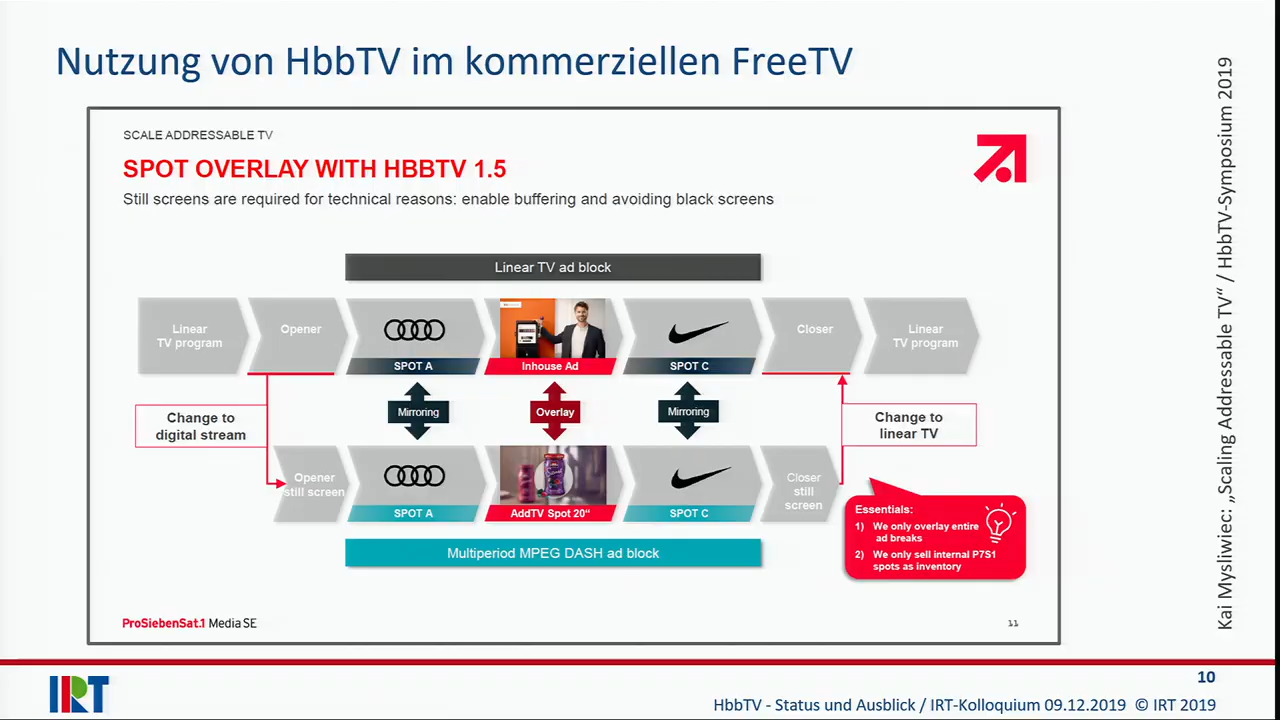 Nutzung von HbbTV im kommerziellen FreeTV
SCALE ADDRESSABLE TV
SPOT OVERLAY WITH HBBTV 1.5
Still screens are required for technical reasons: enable buffering and avoiding black screens
Linear TV ad block
Linear
TV program
Opener
SPOT A
Inhouse Ad
SPOT C
Closer
Linear
TV program
Change to
digital stream
Mirroring
Overlay
Mirroring
Change to
linear TV
Opener
still screen
SPOT A
AddTV Spot 20“
SPOT C
Closer
still
screen
Multiperiod MPEG DASH ad block
Essentials:
1) We only overlay entire
ad breaks
2) We only sell internal P7S1
spots as inventory
ProSiebenSat.1 Media SE
11
Kai Mysliwiec: „Scaling Addressable TV“ / HbbTV-Symposium 2019
IRT
10
HbbTV - Status und Ausblick / IRT-Kolloquium 09.12.2019 © IRT 2019